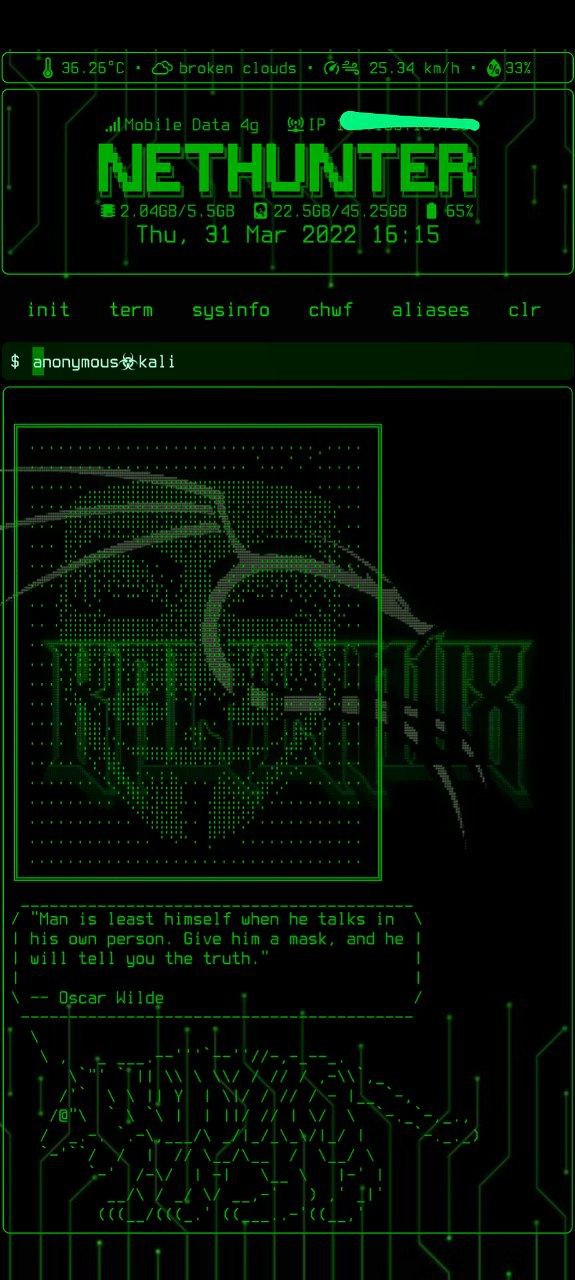 36.26°C · broken clouds · 25.34 km/h · 33%
Mobile Data 4g IP
NETHUNTER
2.04GB/5.5GB 22.5GB/45.25GB 65%
Thu, 31 Mar 2022 16:15
init term sysinfo chwf aliases clr
$ anonymous☣kali
KALI LINUX
"Man is least himself when he talks in
his own person. Give him a mask, and he
will tell you the truth."
-- Oscar Wilde